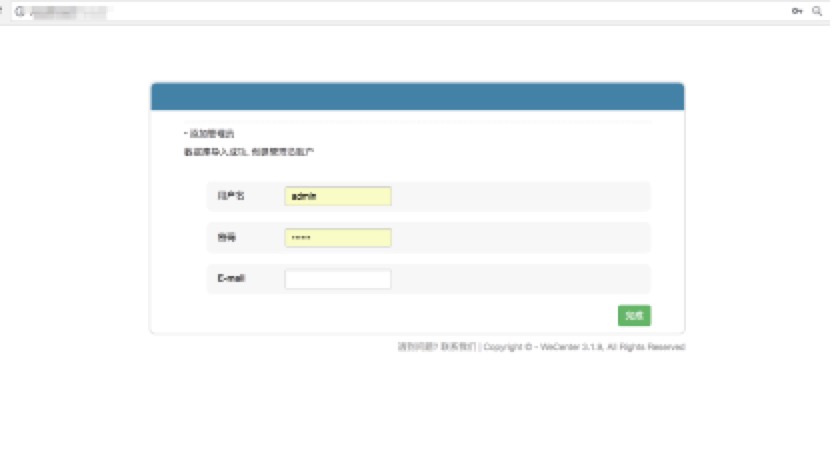 - 添加管理员
数据库导入成功, 创建管理员账户
用户名 admin
密码 •••••
E-mail
完成
遇到问题? 联系我们 | Copyright © - WeCenter 3.1.9, All Rights Reserved